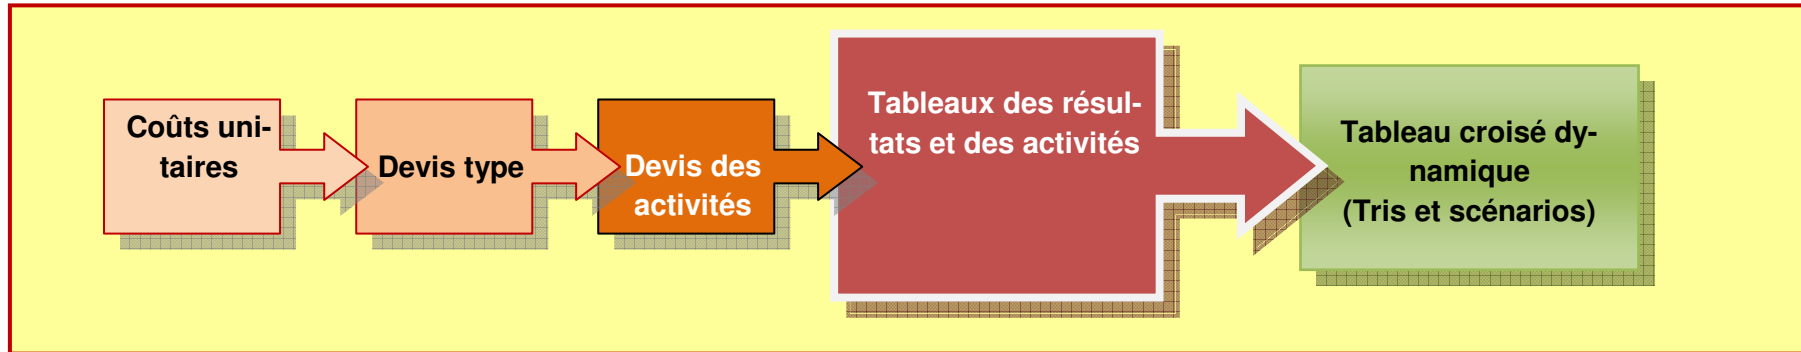 Coûts uni-
taires
Devis type
Devis des
activités
Tableaux des résul-
tats et des activités
Tableau croisé dy-
namique
(Tris et scénarios)